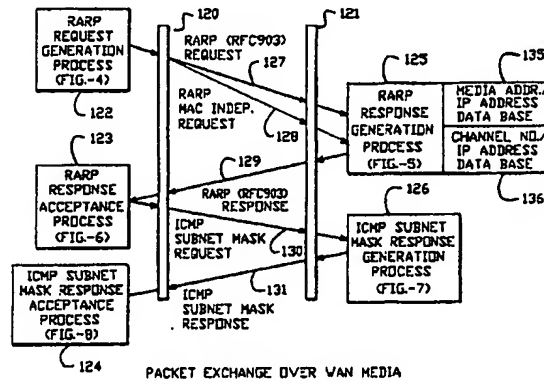 120
121
RARP
REQUEST
GENERATION
PROCESS
(FIG.-4)
122
RARP (RFC903)
REQUEST
127
RARP
MAC INDEP.
REQUEST
128
125
135
RARP
RESPONSE
GENERATION
PROCESS
(FIG-5)
MEDIA ADDR./
IP ADDRESS
DATA BASE
CHANNEL NO./
IP ADDRESS
DATA BASE
136
123
RARP
RESPONSE
ACCEPTANCE
PROCESS
(FIG-6)
129
RARP (RFC903)
RESPONSE
ICMP
SUBNET MASK
REQUEST
130
126
ICMP SUBNET
MASK RESPONSE
GENERATION
PROCESS
(FIG.-7)
ICMP SUBNET
MASK RESPONSE
ACCEPTANCE
PROCESS
(FIG.-8)
124
131
ICMP
SUBNET MASK
RESPONSE
PACKET EXCHANGE OVER WAN MEDIA